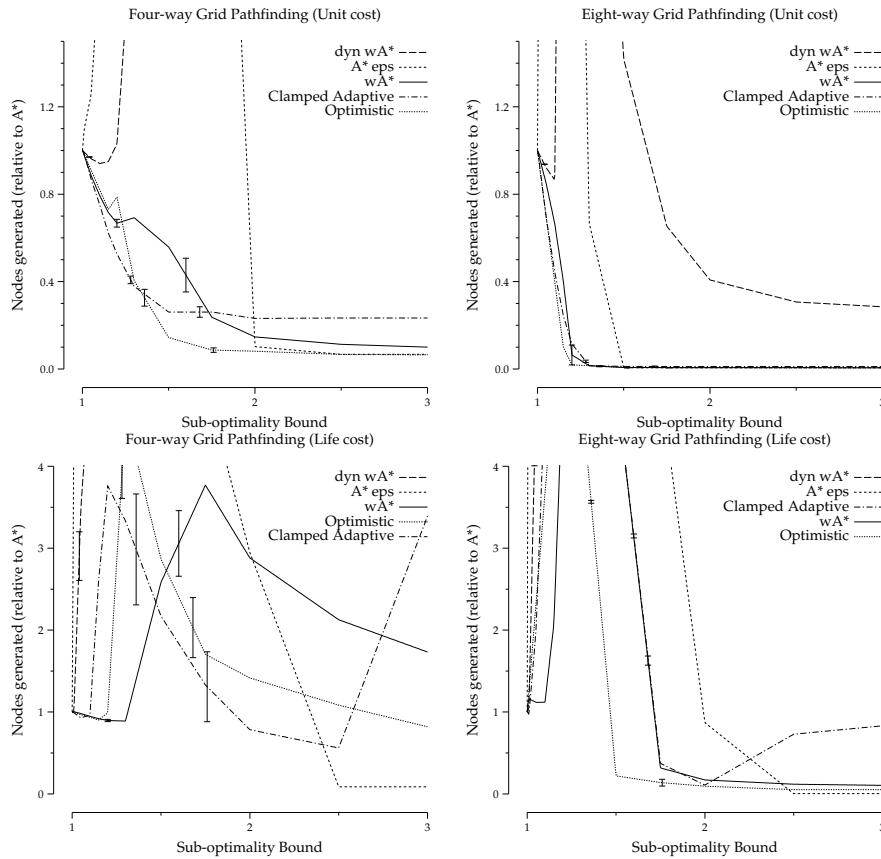 Four-way Grid Pathfinding (Unit cost)
dyn wA*
A* eps
wA*
Clamped Adaptive
Optimistic
Nodes generated (relative to A*)
1.2
0.8
0.4
0.0
1
2
3
Sub-optimality Bound
Eight-way Grid Pathfinding (Unit cost)
dyn wA*
A* eps
wA*
Clamped Adaptive
Optimistic
Nodes generated (relative to A*)
1.2
0.8
0.4
0.0
1
2
3
Sub-optimality Bound
Four-way Grid Pathfinding (Life cost)
dyn wA*
A* eps
wA*
Optimistic
Clamped Adaptive
Nodes generated (relative to A*)
4
3
2
1
0
1
2
3
Sub-optimality Bound
Eight-way Grid Pathfinding (Life cost)
dyn wA*
A* eps
Clamped Adaptive
wA*
Optimistic
Nodes generated (relative to A*)
4
3
2
1
0
1
2
3
Sub-optimality Bound